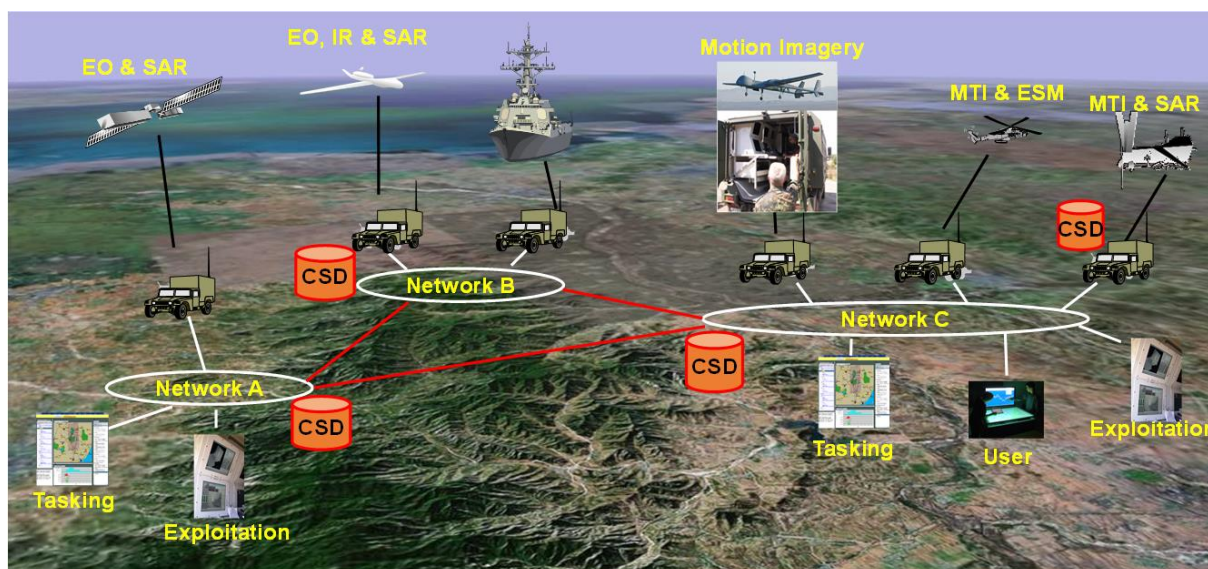 EO, IR & SAR
EO & SAR
Motion Imagery
MTI & ESM
MTI & SAR
CSD
CSD
Network B
Network C
CSD
Network A
CSD
Tasking
Exploitation
Tasking
User
Exploitation